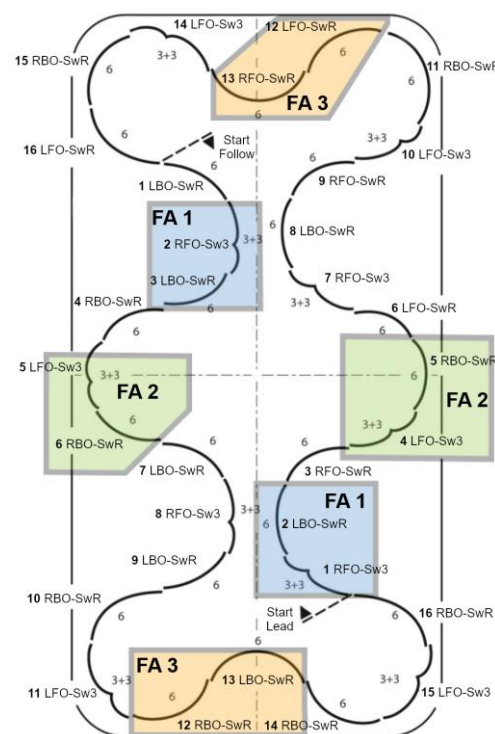 14 LFO-Sw3
12 LFO-SwR
15 RBO-SwR
3+3
6
11 RBO-SwR
6
13 RFO-SwR
6
FA 3
6
6
3+3
16 LFO-SwR
6
Start
Follow
10 LFO-Sw3
6
6
9 RFO-SwR
1 LBO-SwR
FA 1
6
8 LBO-SwR
2 RFO-Sw3
3+3
3 LBO-SwR
7 RFO-Sw3
4 RBO-SwR
6
3+3
6 LFO-SwR
6
6
5 RBO-SwR
5 LFO-Sw3
3+3
FA 2
6
FA 2
6
3+3
6 RBO-SwR
4 LFO-Sw3
6
6
7 LBO-SwR
3 RFO-SwR
FA 1
8 RFO-Sw3
3+3
6
2 LBO-SwR
9 LBO-SwR
1 RFO-Sw3
6
3+3
10 RBO-SwR
Start
Lead
16 RBO-SwR
6
6
6
FA 3
3+3
13 LBO-SwR
3+3
11 LFO-Sw3
15 LFO-Sw3
6
6
12 RBO-SwR
14 RBO-SwR